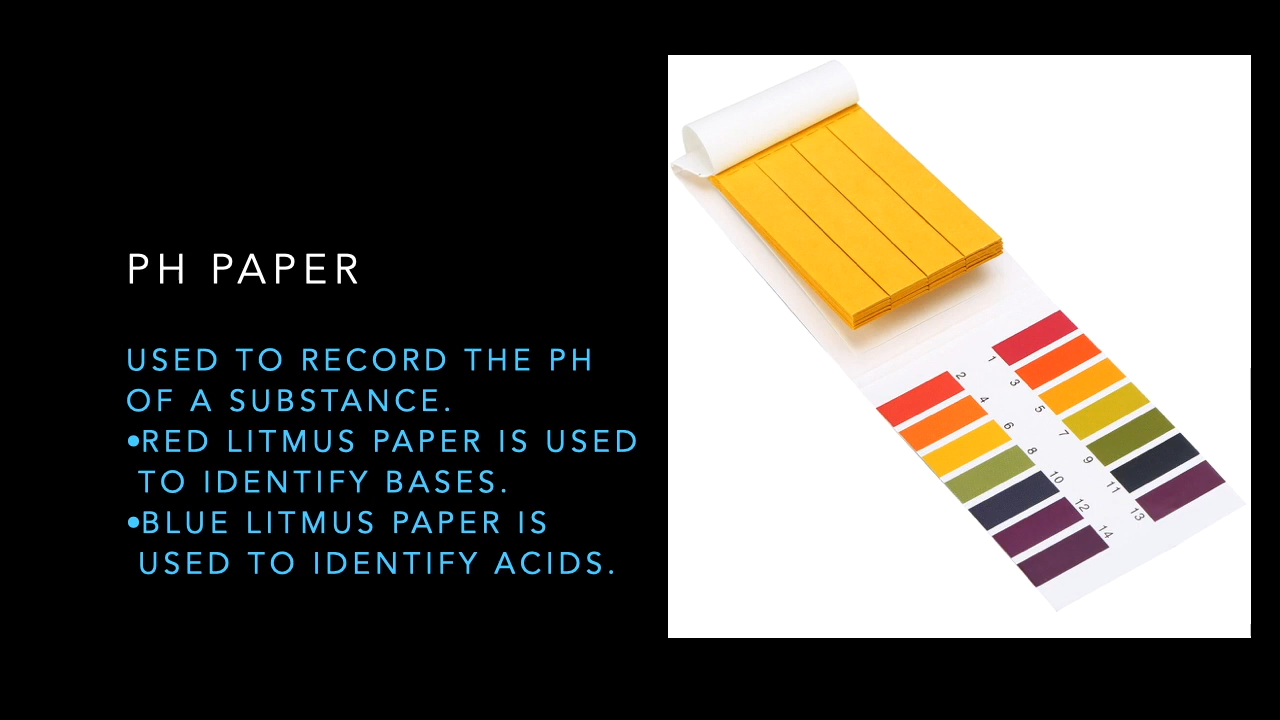 PH PAPER
USED TO RECORD THE PH
OF A SUBSTANCE.
•RED LITMUS PAPER IS USED
TO IDENTIFY BASES.
•BLUE LITMUS PAPER IS
USED TO IDENTIFY ACIDS.
1
2
3
4
5
6
7
8
9
10
11
12
13
14